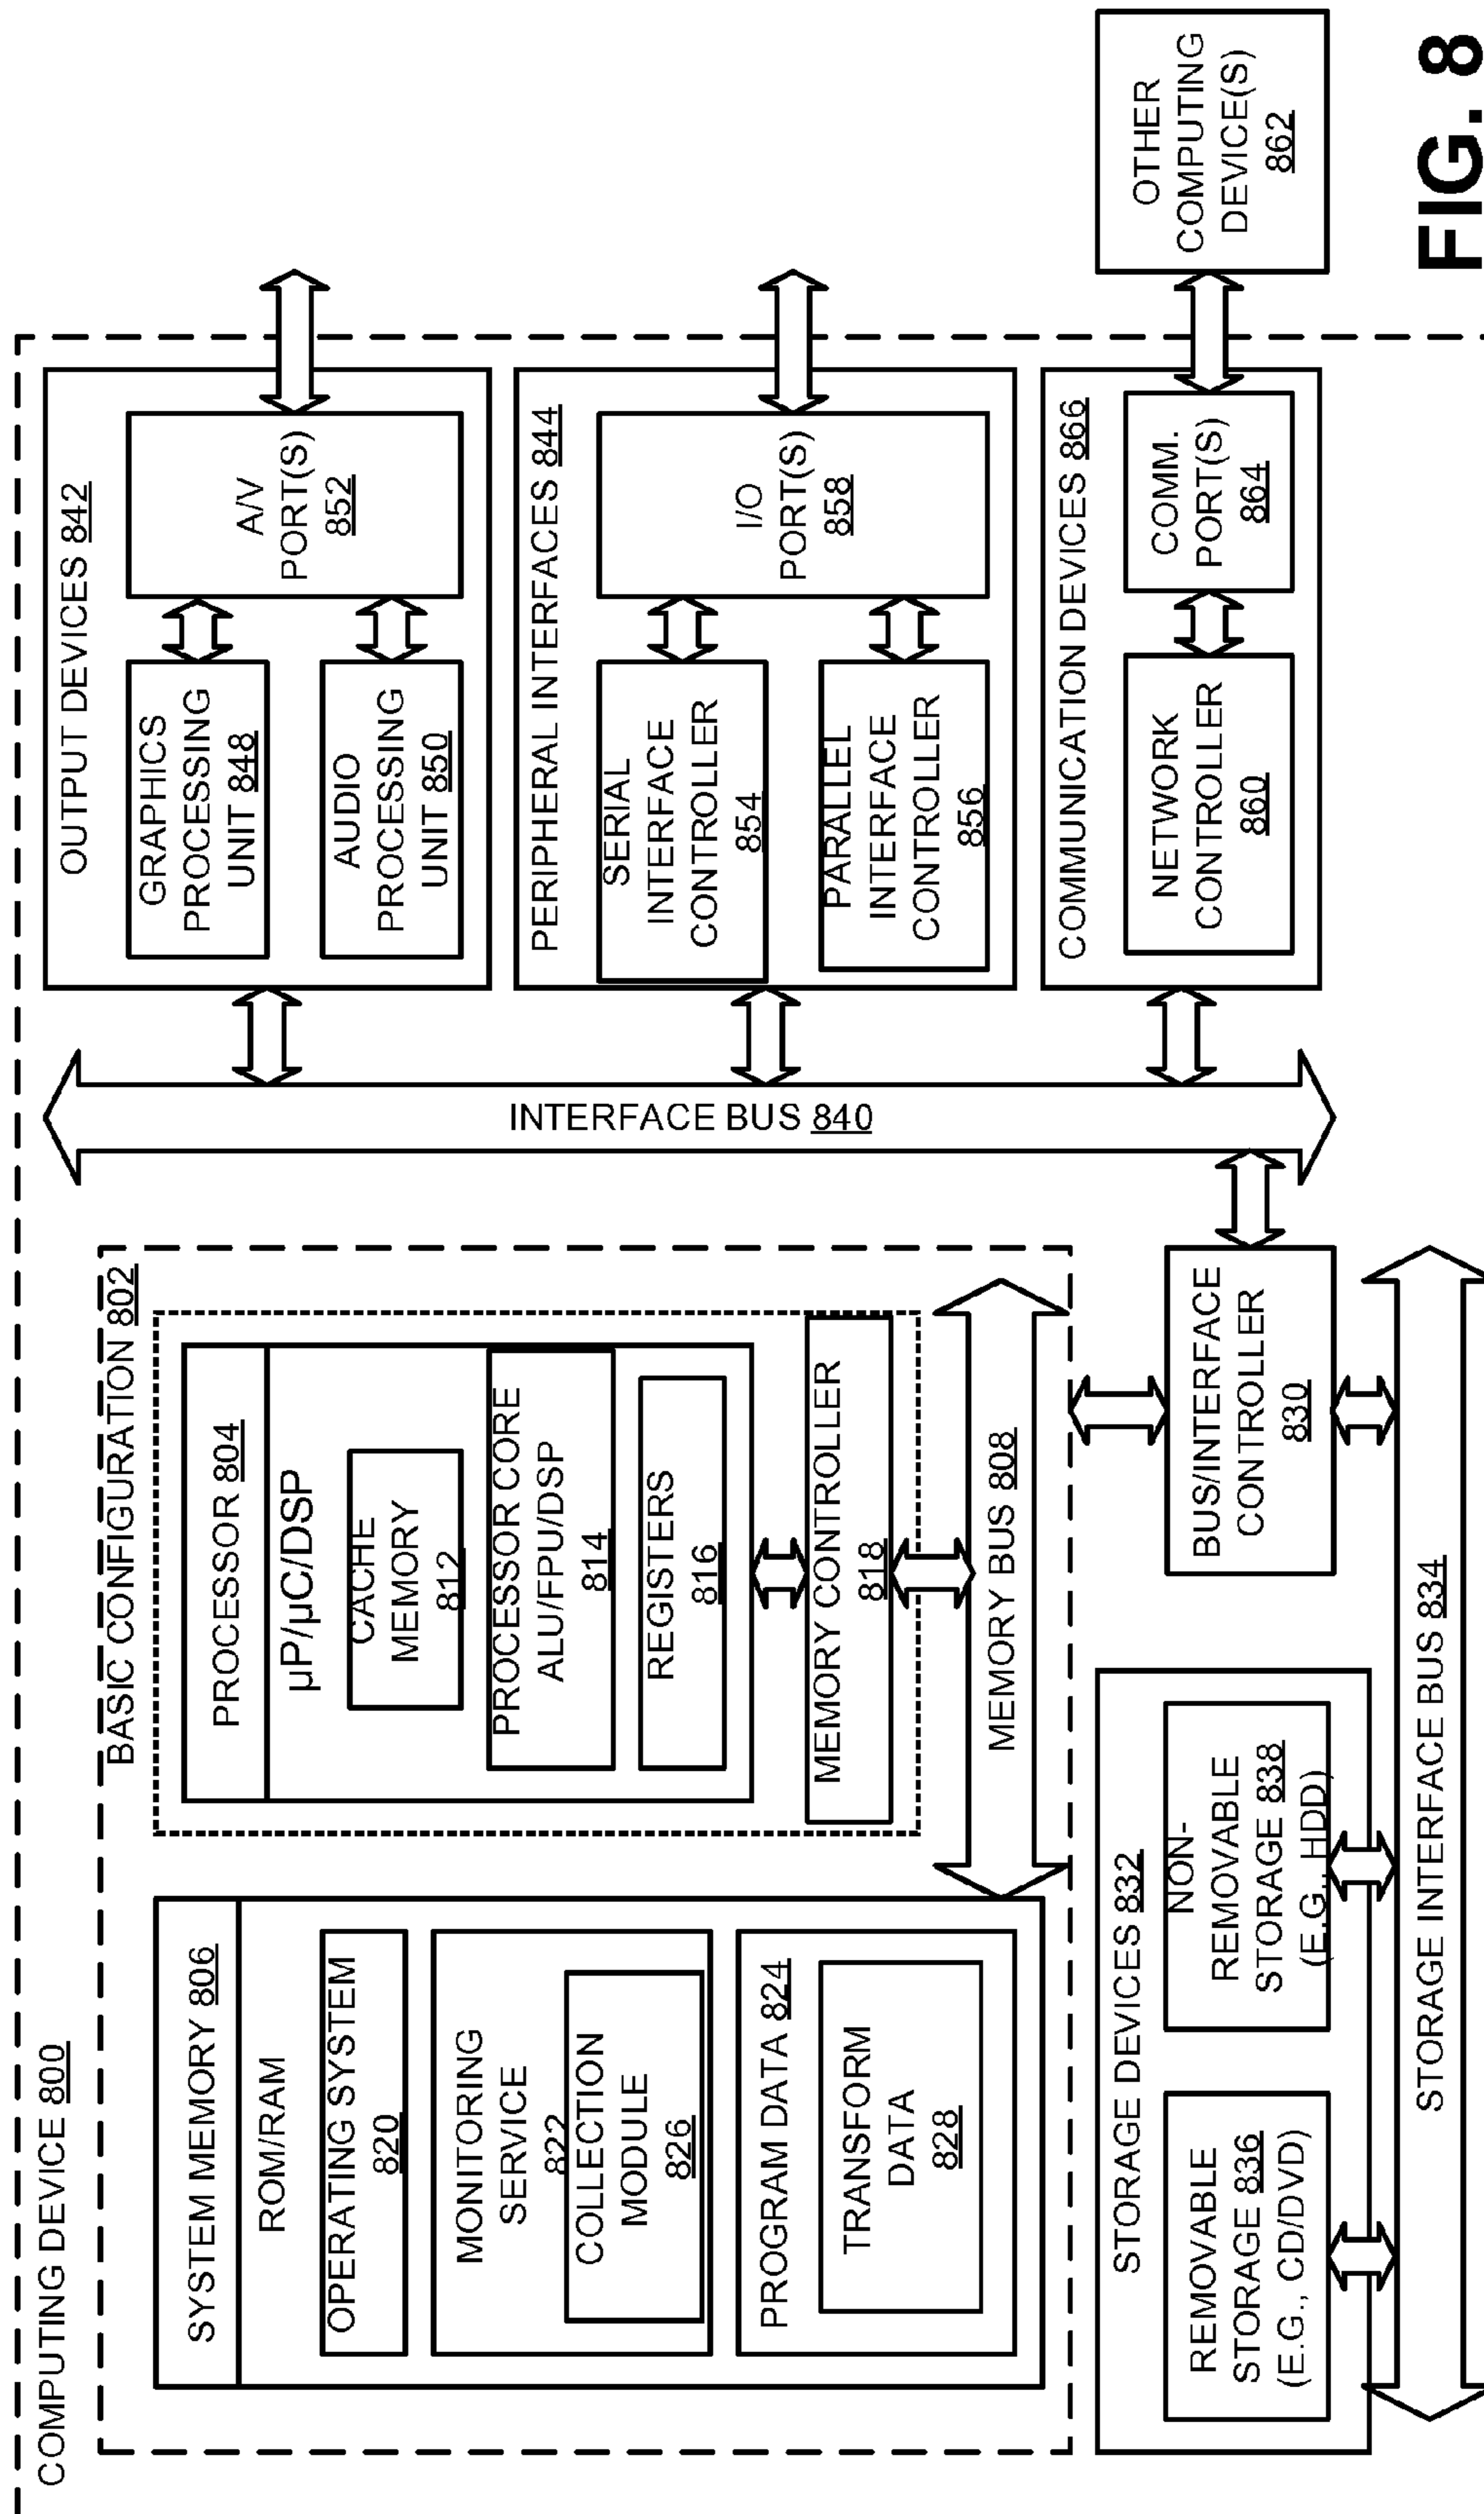 COMPUTING DEVICE 800
BASIC CONFIGURATION 802
SYSTEM MEMORY 806
ROM/RAM
OPERATING SYSTEM
820
MONITORING
SERVICE
822
COLLECTION
MODULE
826
PROGRAM DATA 824
TRANSFORM
DATA
828
PROCESSOR 804
µP/µC/DSP
CACHE
MEMORY
812
PROCESSOR CORE
ALU/FPU/DSP
814
REGISTERS
816
MEMORY CONTROLLER
818
MEMORY BUS 808
BUS/INTERFACE
CONTROLLER
830
STORAGE DEVICES 832
REMOVABLE
STORAGE 836
(E.G., CD/DVD)
NON-
REMOVABLE
STORAGE 838
(E.G., HDD)
STORAGE INTERFACE BUS 834
INTERFACE BUS 840
OUTPUT DEVICES 842
GRAPHICS
PROCESSING
UNIT 848
AUDIO
PROCESSING
UNIT 850
A/V
PORT(S)
852
PERIPHERAL INTERFACES 844
SERIAL
INTERFACE
CONTROLLER
854
PARALLEL
INTERFACE
CONTROLLER
856
I/O
PORT(S)
858
COMMUNICATION DEVICES 866
NETWORK
CONTROLLER
860
COMM.
PORT(S)
864
OTHER
COMPUTING
DEVICE(S)
862
FIG. 8